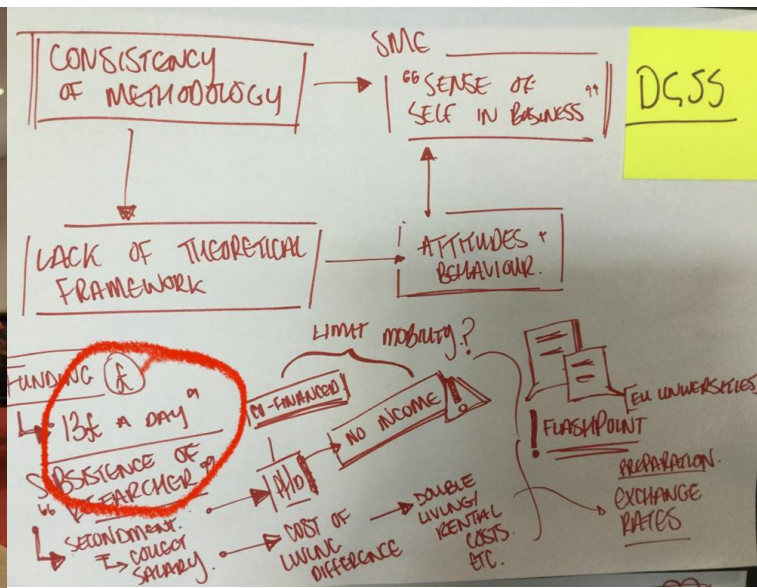 CONSISTENCY
OF METHODOLOGY
SME
"SENSE OF
SELF IN BUSINESS"
DGSS
LACK OF THEORETICAL
FRAMEWORK
ATTITUDES +
BEHAVIOUR.
LIMIT MOBILITY?
FUNDING £
13£ A DAY"
SUBSISTENCE OF
RESEARCHER"
CO-FINANCED
NO INCOME!
PhD
! FLASHPOINT
EU UNIVERSITIES
SECONDMENT
COLLECT
SALARY.
COST OF
LIVING
DIFFERENCE
DOUBLE
LIVING/
RENTAL
COSTS.
ETC.
PREPARATION.
EXCHANGE
RATES